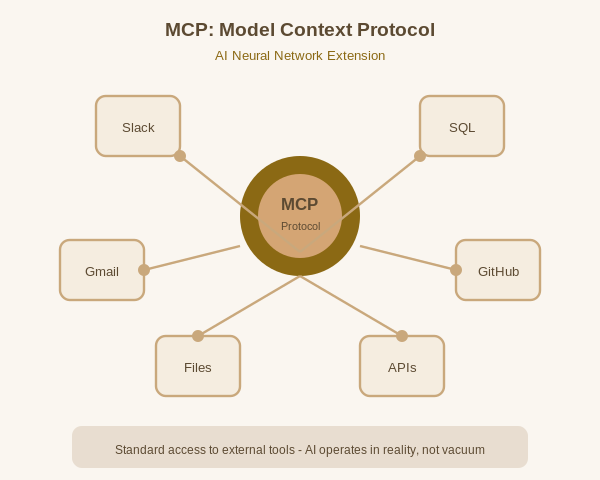 MCP: Model Context Protocol
AI Neural Network Extension
Slack
SQL
MCP
Protocol
Gmail
GitHub
Files
APIs
Standard access to external tools - AI operates in reality, not vacuum